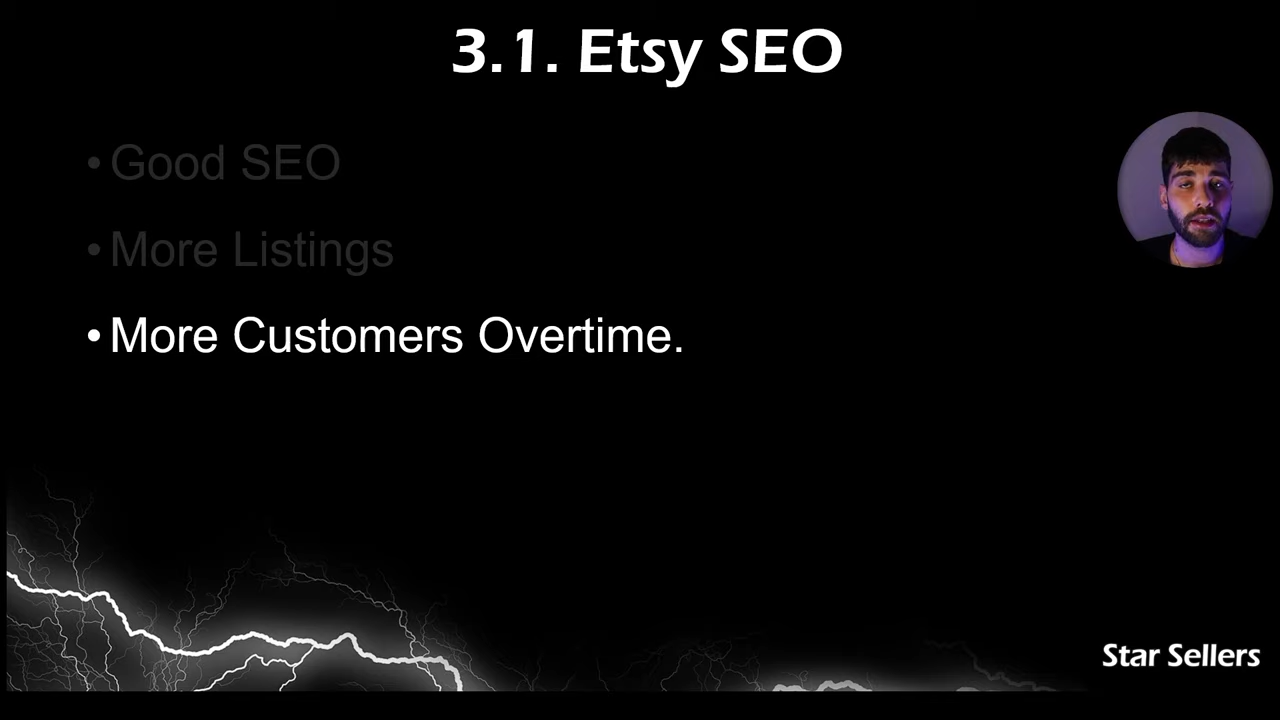 3.1. Etsy SEO
• Good SEO
• More Listings
• More Customers Overtime.
Star Sellers